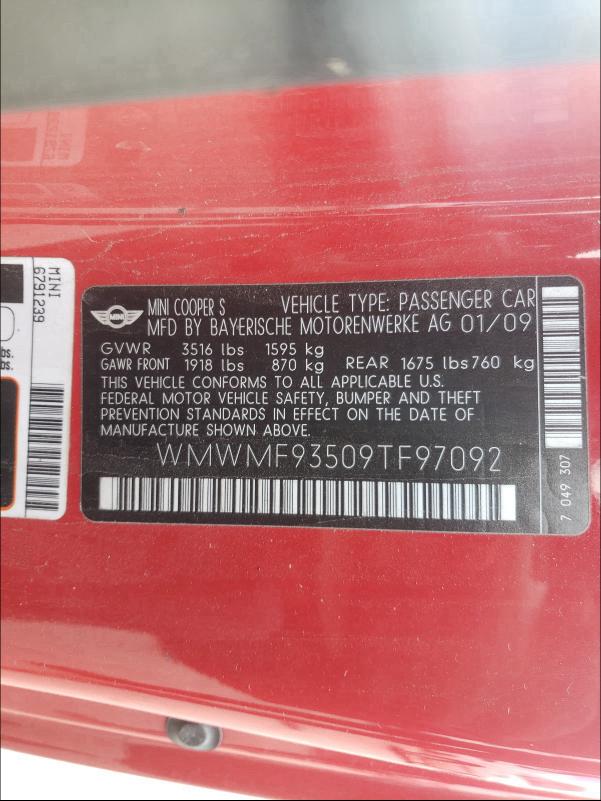 MINI
6791239
MINI COOPER S VEHICLE TYPE: PASSENGER CAR
MFD BY BAYERISCHE MOTORENWERKE AG 01/09
GVWR 3516 lbs 1595 kg
GAWR FRONT 1918 lbs 870 kg REAR 1675 lbs 760 kg
THIS VEHICLE CONFORMS TO ALL APPLICABLE U.S.
FEDERAL MOTOR VEHICLE SAFETY, BUMPER AND THEFT
PREVENTION STANDARDS IN EFFECT ON THE DATE OF
MANUFACTURE SHOWN ABOVE.
WMWMF93509TF97092
7 049 307